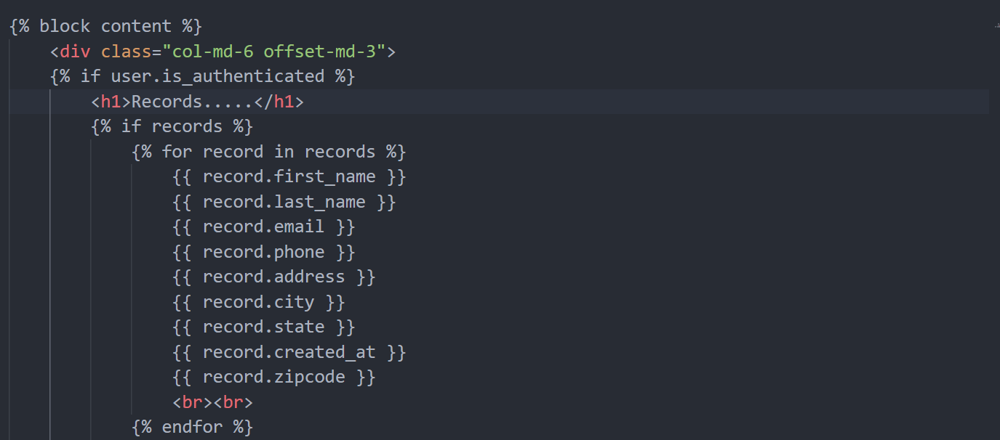 {% block content %}
<div class="col-md-6 offset-md-3">
{% if user.is_authenticated %}
<h1>Records.....</h1>
{% if records %}
{% for record in records %}
{{ record.first_name }}
{{ record.last_name }}
{{ record.email }}
{{ record.phone }}
{{ record.address }}
{{ record.city }}
{{ record.state }}
{{ record.created_at }}
{{ record.zipcode }}
<br><br>
{% endfor %}